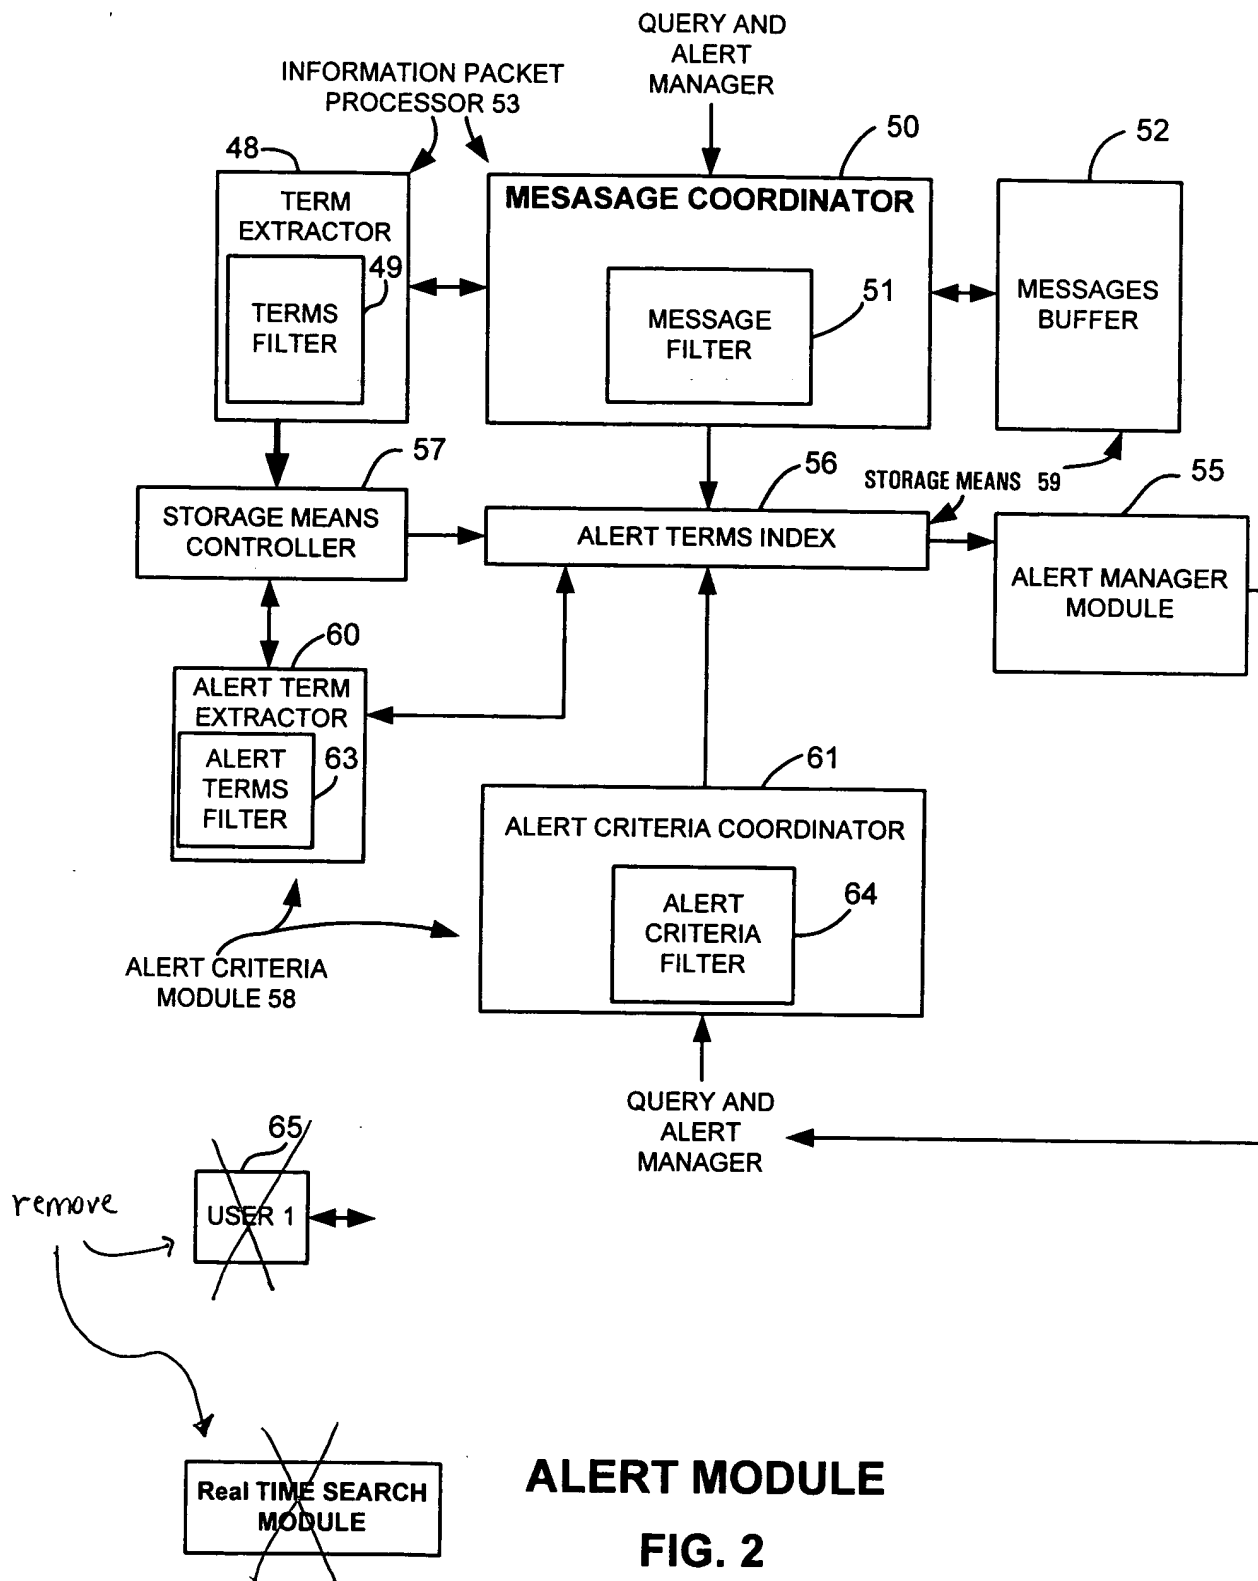 QUERY AND
ALERT
MANAGER
INFORMATION PACKET
PROCESSOR 53
48
50
52
TERM
EXTRACTOR
49
TERMS
FILTER
MESASAGE COORDINATOR
51
MESSAGE
FILTER
MESSAGES
BUFFER
57
56
STORAGE MEANS 59
55
STORAGE MEANS
CONTROLLER
ALERT TERMS INDEX
ALERT MANAGER
MODULE
60
ALERT TERM
EXTRACTOR
63
ALERT
TERMS
FILTER
61
ALERT CRITERIA COORDINATOR
64
ALERT
CRITERIA
FILTER
ALERT CRITERIA
MODULE 58
QUERY AND
ALERT
MANAGER
65
USER 1
remove
Real TIME SEARCH
MODULE
ALERT MODULE
FIG. 2